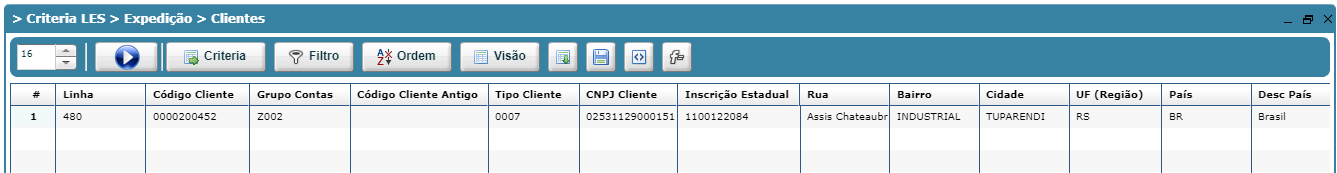 > Criteria LES > Expedição > Clientes
16 Criteria Filtro Ordem Visão
# Linha Código Cliente Grupo Contas Código Cliente Antigo Tipo Cliente CNPJ Cliente Inscrição Estadual Rua Bairro Cidade UF (Região) País Desc País
1 480 0000200452 Z002 0007 02531129000151 1100122084 Assis Chateaubr INDUSTRIAL TUPARENDI RS BR Brasil